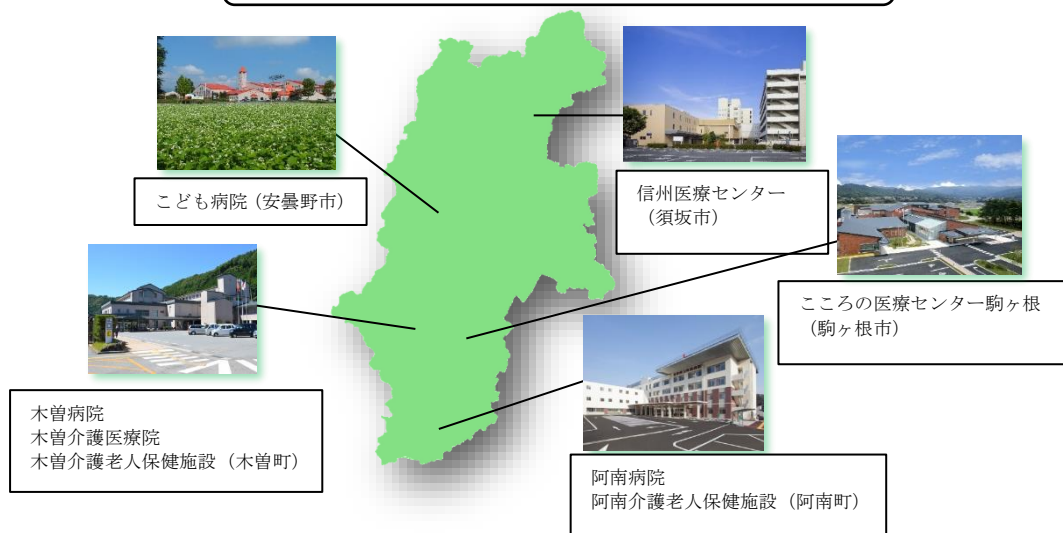 こども病院（安曇野市）
信州医療センター
（須坂市）
こころの医療センター駒ヶ根
（駒ヶ根市）
木曽病院
木曽介護医療院
木曽介護老人保健施設（木曽町）
阿南病院
阿南介護老人保健施設（阿南町）